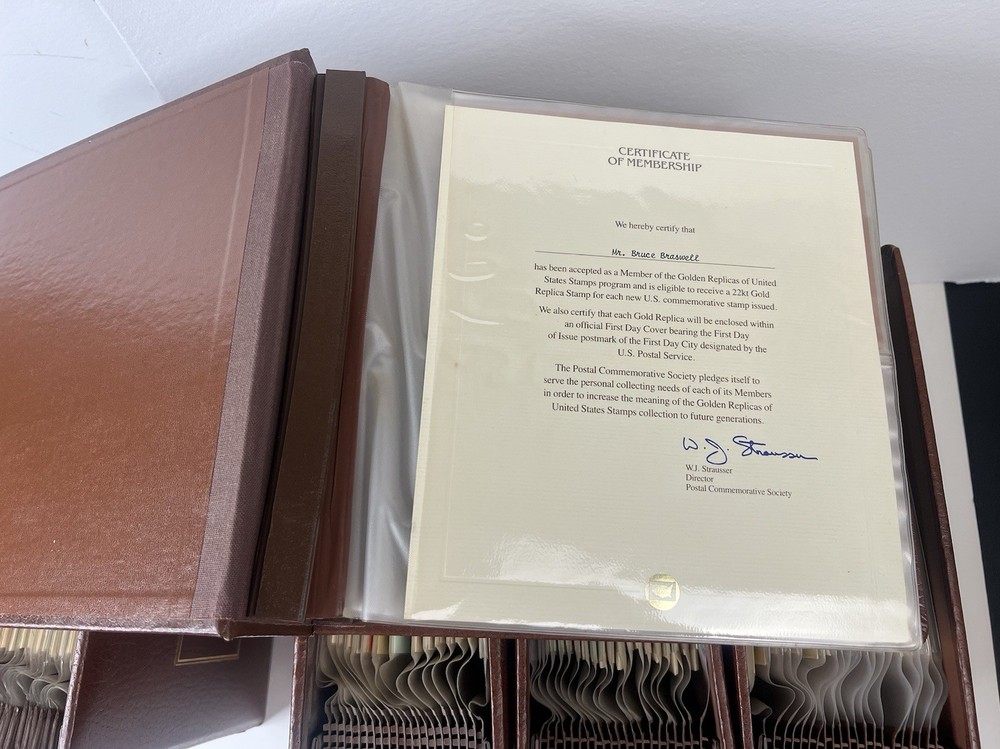 CERTIFICATE
OF MEMBERSHIP
We hereby certify that
Mr. Bruce Braswell
has been accepted as a Member of the Golden Replicas of United
States Stamps program and is eligible to receive a 22kt Gold
Replica Stamp for each new U.S. commemorative stamp issued.
We also certify that each Gold Replica will be enclosed within
an official First Day Cover bearing the First Day
of Issue postmark of the First Day City designated by the
U.S. Postal Service.
The Postal Commemorative Society pledges itself to
serve the personal collecting needs of each of its Members
in order to increase the meaning of the Golden Replicas of
United States Stamps collection to future generations.
W. J. Strausser
W.J. Strausser
Director
Postal Commemorative Society